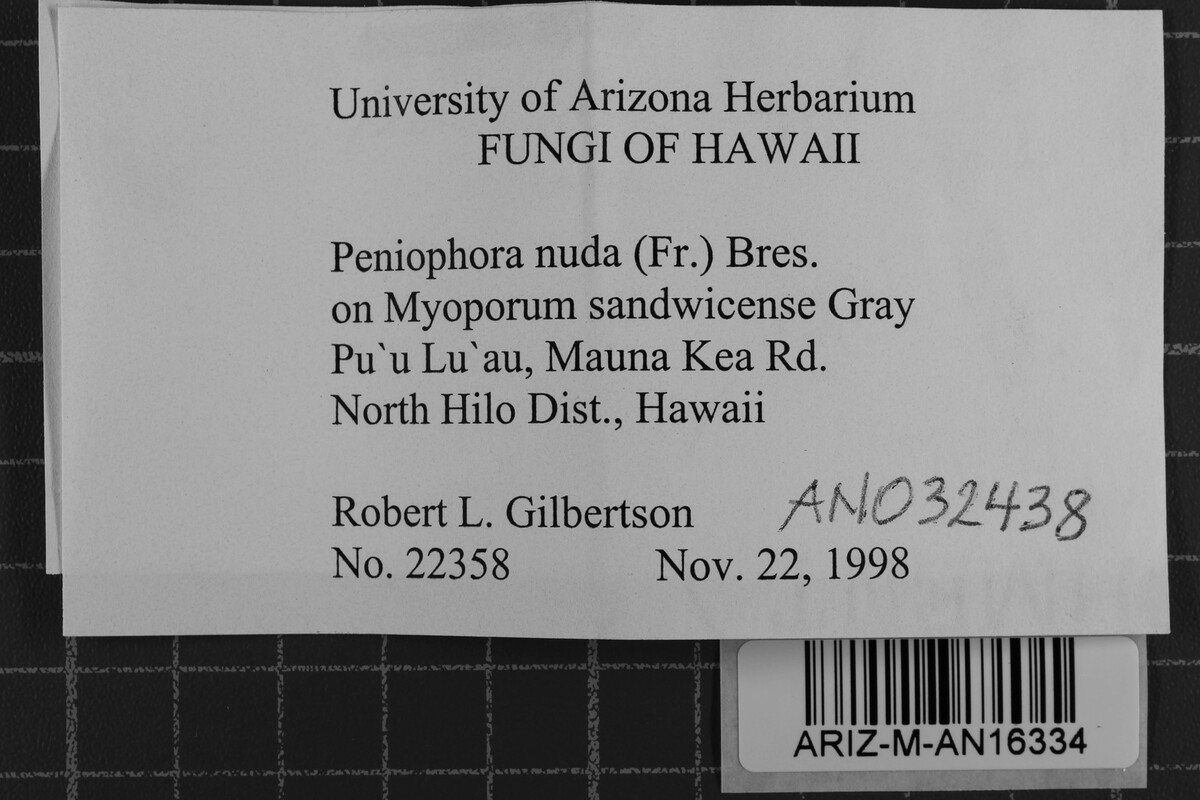 University of Arizona Herbarium
FUNGI OF HAWAII
Peniophora nuda (Fr.) Bres.
on Myoporum sandwicense Gray
Pu`u Lu`au, Mauna Kea Rd.
North Hilo Dist., Hawaii
Robert L. Gilbertson ANO32438
No. 22358 Nov. 22, 1998
ARIZ-M-AN16334